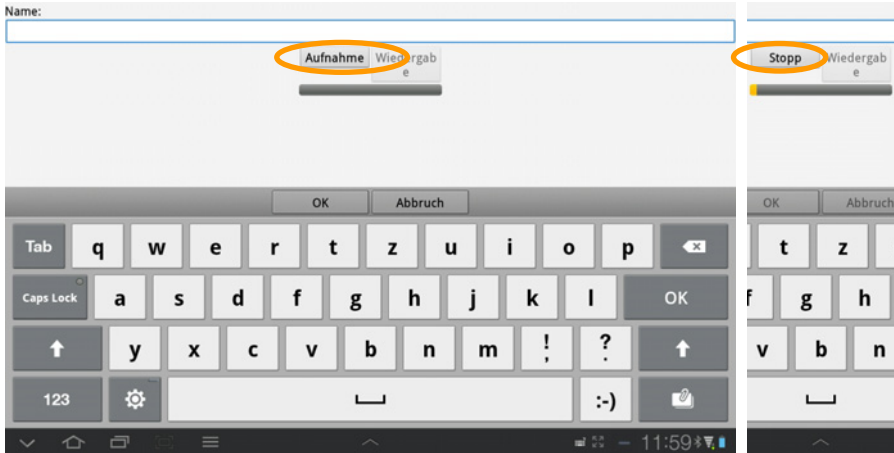 Name:
Aufnahme Wiedergab
e
OK Abbruch
Tab q w e r t z u i o p
Caps Lock a s d f g h j k l OK
y x c v b n m ! , ? .
123 :-)
11:59
Stopp Wiedergab
e
OK Abbruch
t z
f g h
v b n